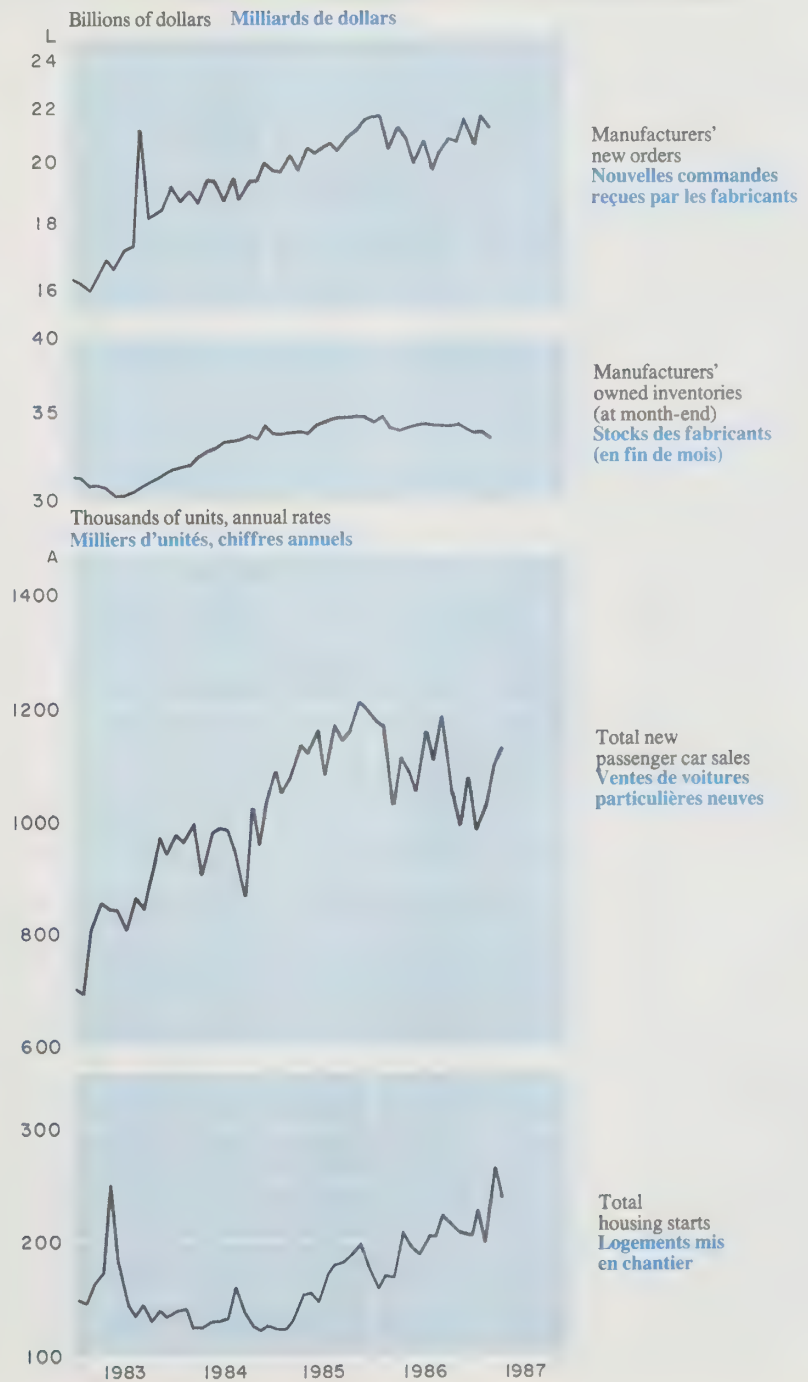 Billions of dollars Milliards de dollars
L
24
22
20
18
16
Manufacturers'
new orders
Nouvelles commandes
reçues par les fabricants
40
35
30
Manufacturers'
owned inventories
(at month-end)
Stocks des fabricants
(en fin de mois)
Thousands of units, annual rates
Milliers d'unités, chiffres annuels
A
1400
1200
1000
800
600
Total new
passenger car sales
Ventes de voitures
particulières neuves
300
200
100
Total
housing starts
Logements mis
en chantier
1983 1984 1985 1986 1987